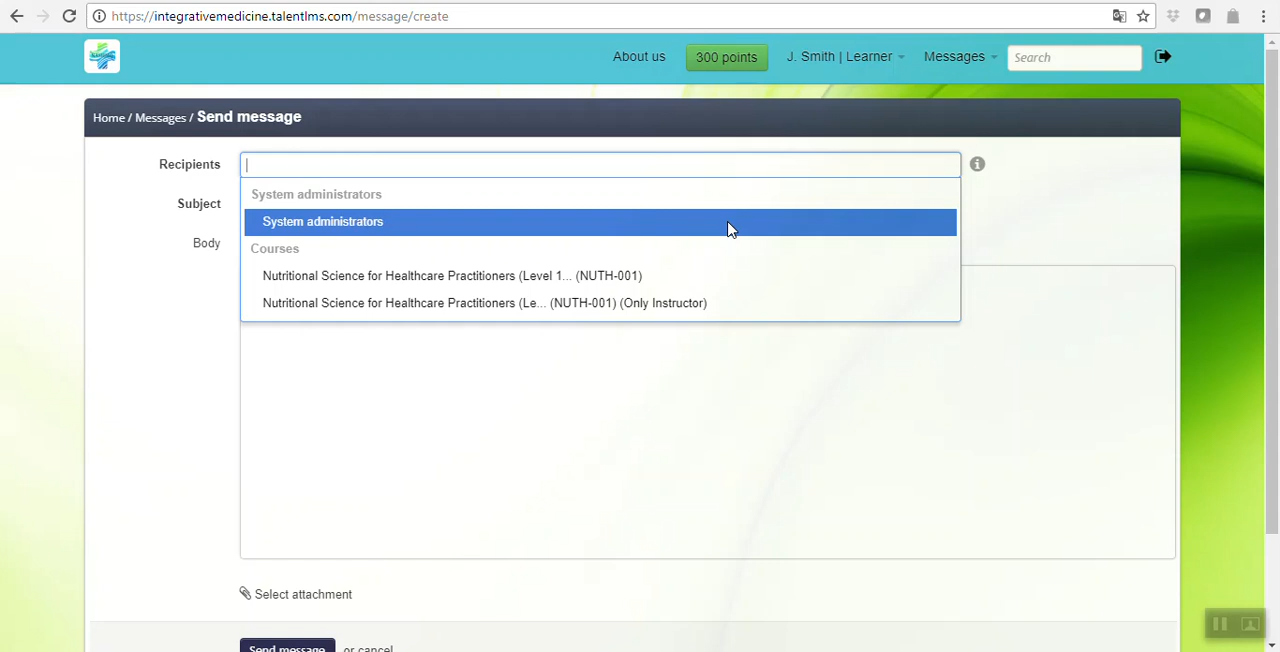 https://integrativemedicine.talentlms.com/message/create
About us 300 points J. Smith | Learner Messages Search
Home / Messages / Send message
Recipients
System administrators
Subject
System administrators
Body
Courses
Nutritional Science for Healthcare Practitioners (Level 1... (NUTH-001)
Nutritional Science for Healthcare Practitioners (Le... (NUTH-001) (Only Instructor)
Select attachment
Send message or cancel